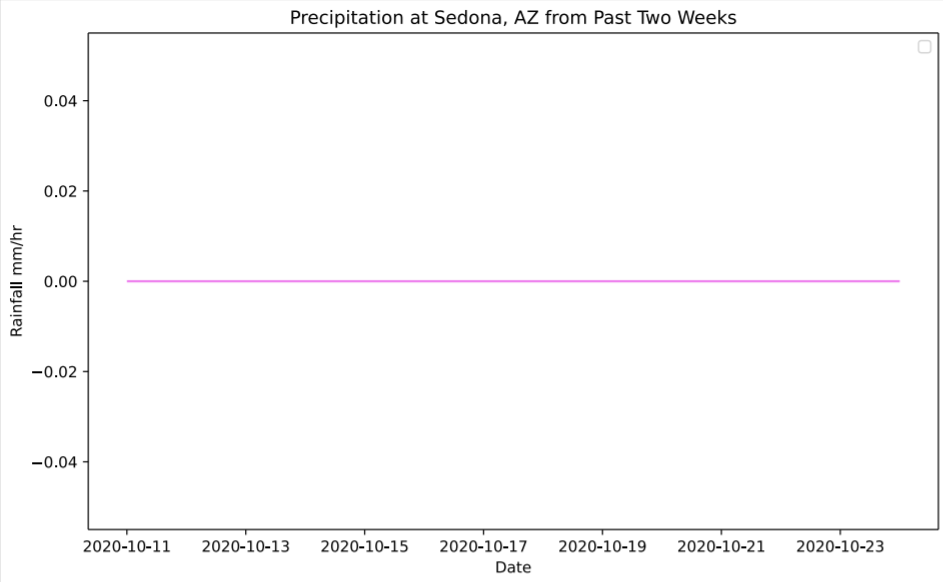 Precipitation at Sedona, AZ from Past Two Weeks
0.04
0.02
0.00
−0.02
−0.04
Rainfall mm/hr
2020-10-11 2020-10-13 2020-10-15 2020-10-17 2020-10-19 2020-10-21 2020-10-23
Date